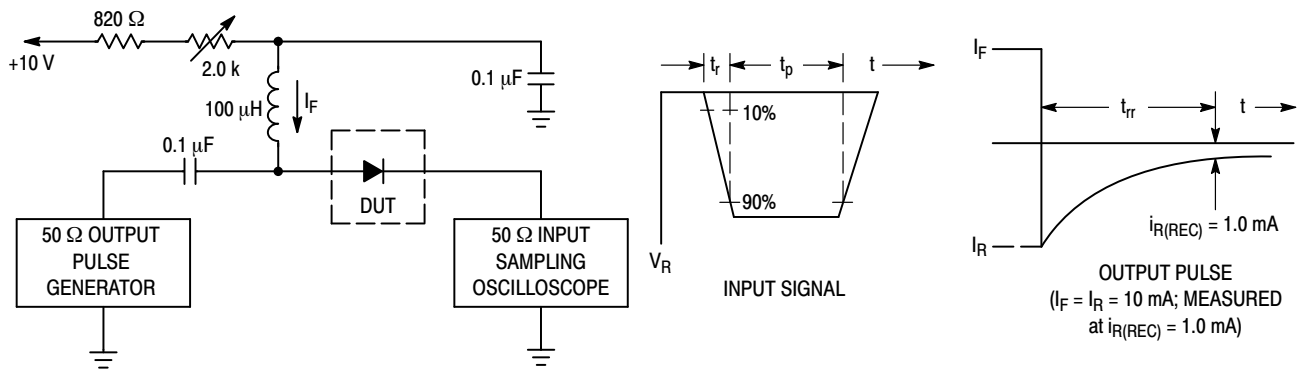 820 Ω
+10 V
2.0 k
0.1 μF
100 μH
I_F
0.1 μF
DUT
50 Ω OUTPUT
PULSE
GENERATOR
50 Ω INPUT
SAMPLING
OSCILLOSCOPE
t_r
t_p
t
10%
90%
V_R
INPUT SIGNAL
I_F
t_rr
t
I_R
i_R(REC) = 1.0 mA
OUTPUT PULSE
(I_F = I_R = 10 mA; MEASURED
at i_R(REC) = 1.0 mA)